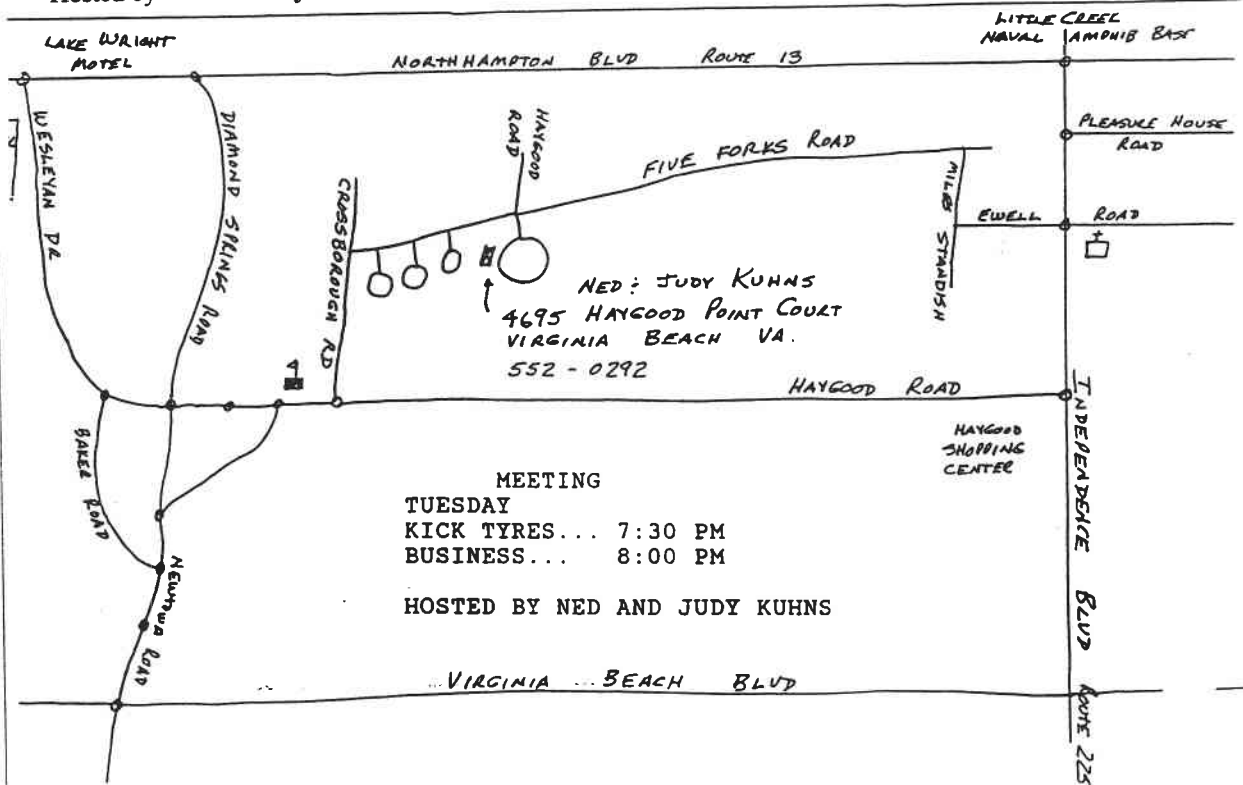 LITTLE CREEL
NAVAL AMPHIB BASE
LAKE WRIGHT
MOTEL
NORTHHAMPTON BLVD ROUTE 13
PLEASURE HOUSE
ROAD
WESLEYAN DR
DIAMOND SPRINGS ROAD
HAYGOOD
ROAD
FIVE FORKS ROAD
CROSSBOROUGH RD
MILES STANDISH
EWELL ROAD
NED & JUDY KUHNS
4695 HAYGOOD POINT COURT
VIRGINIA BEACH VA.
552-0292
HAYGOOD ROAD
HAYGOOD
SHOPPING
CENTER
INDEPENDENCE BLVD ROUTE 225
BAKER ROAD
NEWTOWN ROAD
MEETING
TUESDAY
KICK TYRES... 7:30 PM
BUSINESS... 8:00 PM
HOSTED BY NED AND JUDY KUHNS
VIRGINIA BEACH BLVD